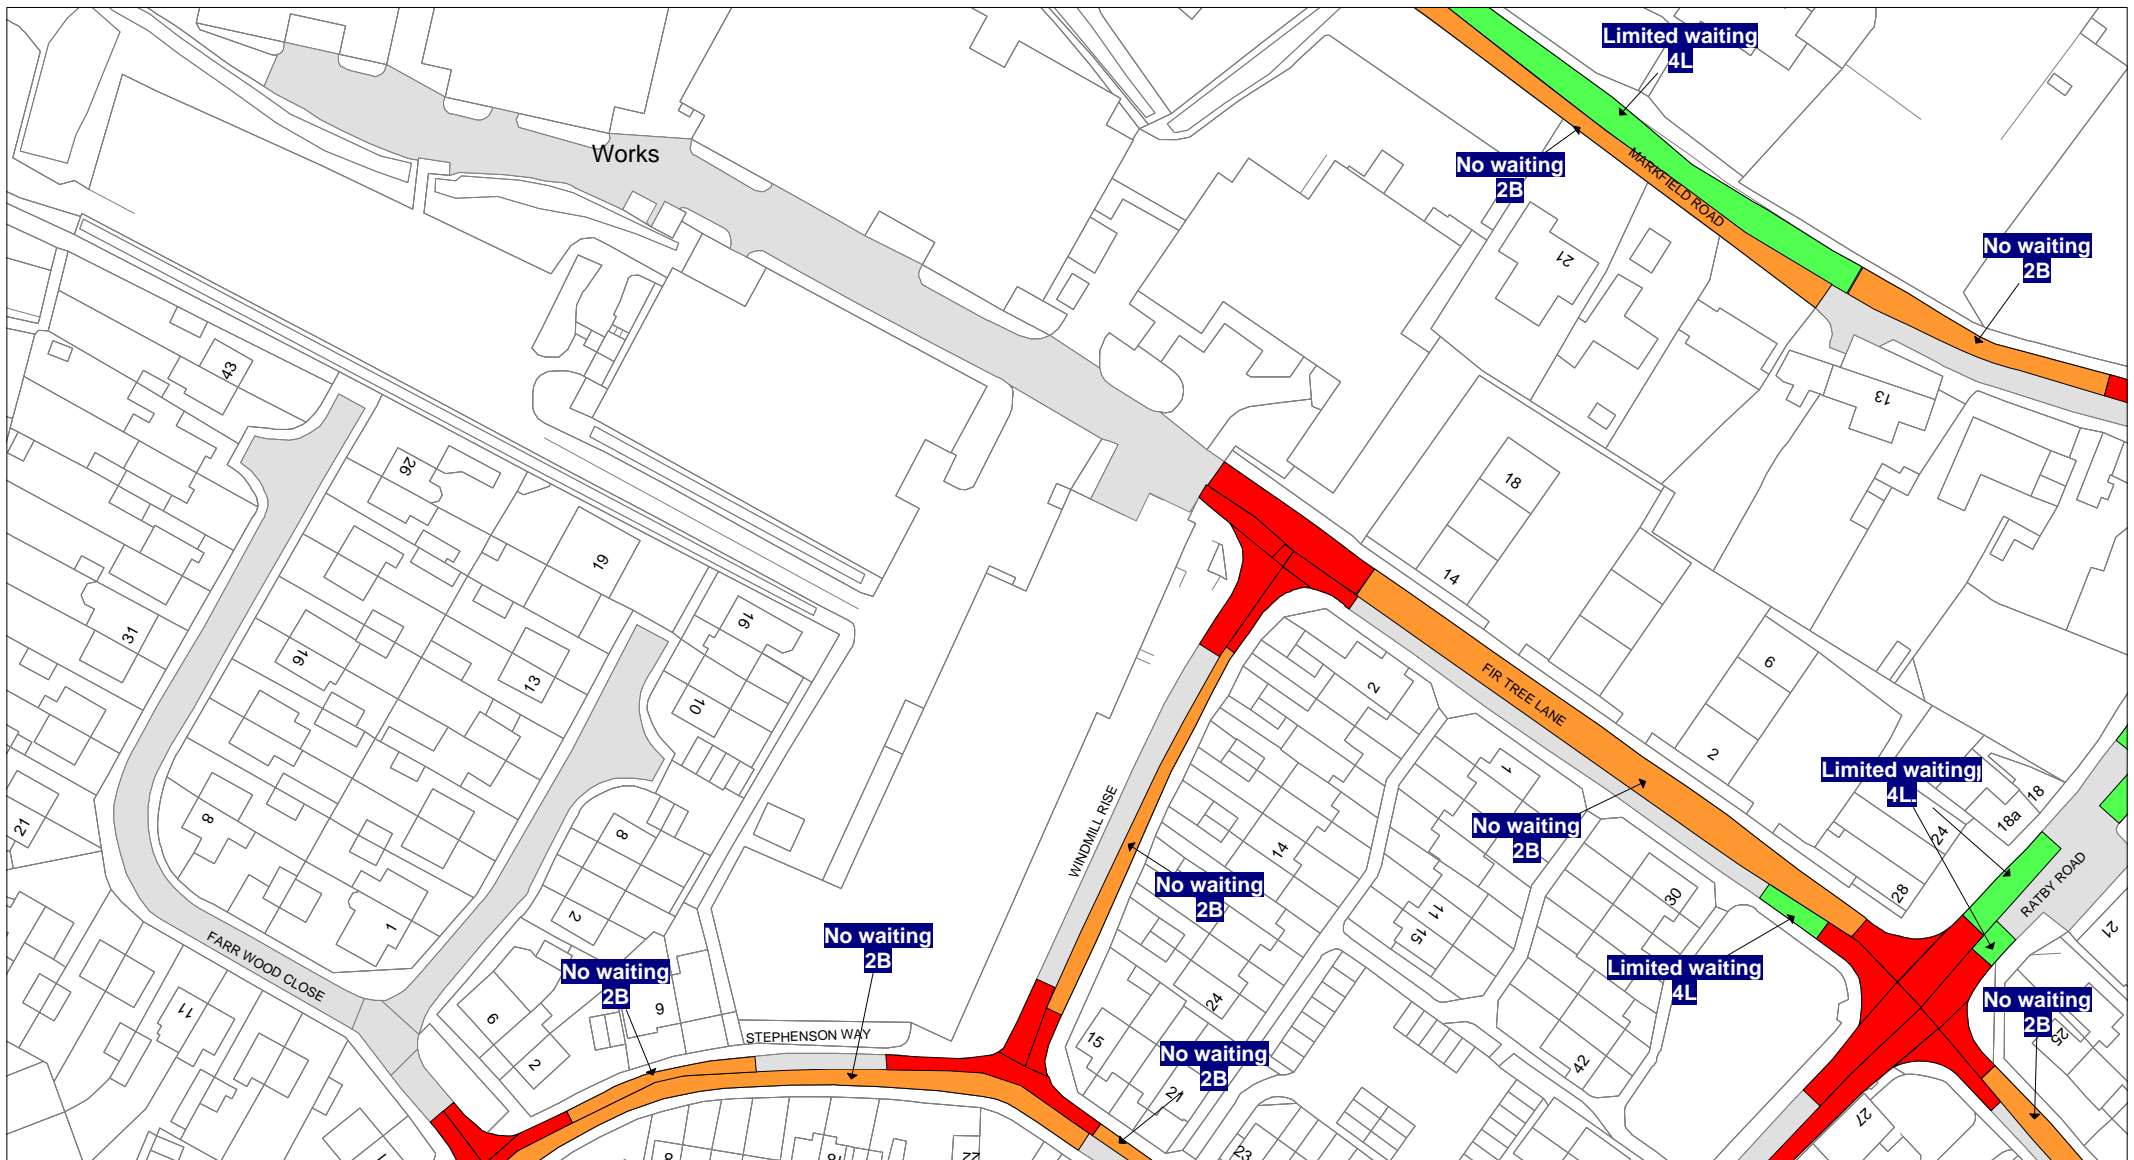 Limited waiting
4L
Works
No waiting
2B
MARKFIELD ROAD
No waiting
2B
21
43
13
26
18
19
14
16
31
16
13
10
2
6
FIR TREE LANE
2
1
Limited waiting
4L.
18
18a
24
8
21
8
WINDMILL RISE
No waiting
2B
14
No waiting
2B
28
30
RATBY ROAD
1
2
11
15
21
No waiting
2B
FARR WOOD CLOSE
No waiting
2B
Limited waiting
4L
24
11
9
6
No waiting
2B
25
STEPHENSON WAY
15
2
No waiting
2B
42
21
27
23
22